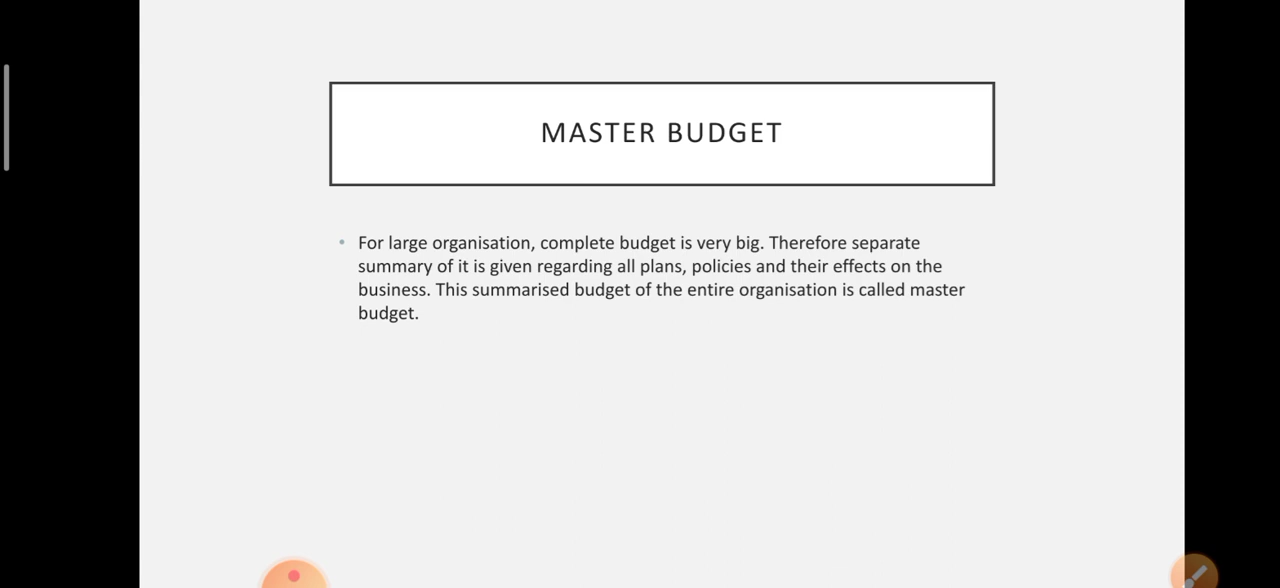 MASTER BUDGET
• For large organisation, complete budget is very big. Therefore separate
summary of it is given regarding all plans, policies and their effects on the
business. This summarised budget of the entire organisation is called master
budget.